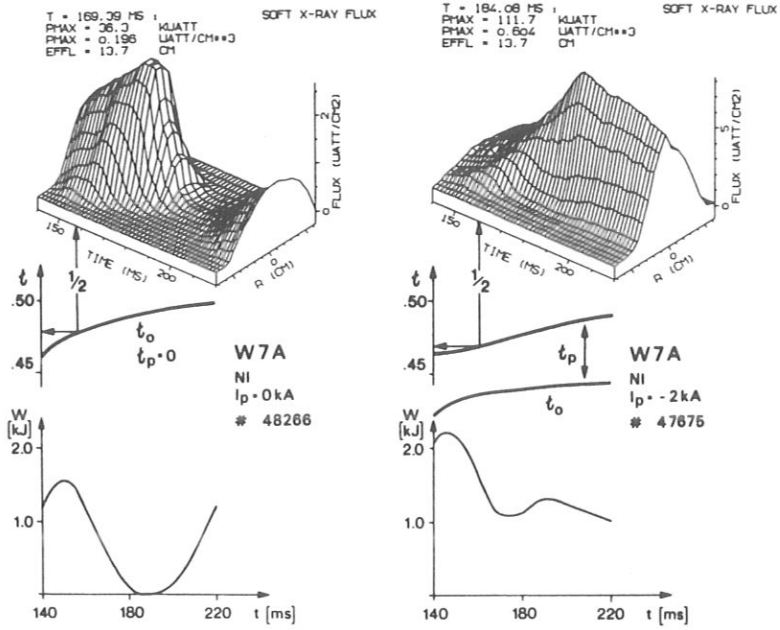 T = 169.39 MS ;
SOFT X-RAY FLUX
PMAX = 36.3 KWATT
PMAX = 0.196 WATT/CM**3
EFFL = 13.7 CM
2
0
FLUX (WATT/CM2)
150
TIME (MS)
200
0
R (CM)
1/2
t
.50
.45
t₀
tₚ=0
W7A
NI
Iₚ=0kA
# 48266
W
[kJ]
2.0
1.0
140
180
220
t [ms]
T = 184.08 MS ;
SOFT X-RAY FLUX
PMAX = 111.7 KWATT
PMAX = 0.604 WATT/CM**3
EFFL = 13.7 CM
5
0
FLUX (WATT/CM2)
150
TIME (MS)
200
0
R (CM)
1/2
t
.50
.45
tₚ
t₀
W7A
NI
Iₚ=-2kA
# 47675
W
[kJ]
2.0
1.0
140
180
220
t [ms]